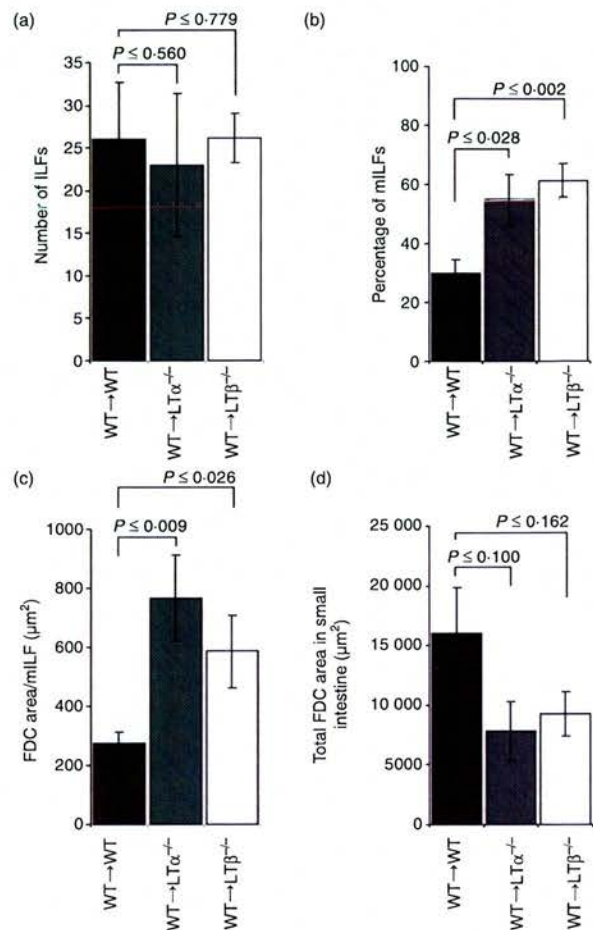 (a)
P ≤ 0·779
P ≤ 0·560
Number of ILFs
35
30
25
20
15
10
5
0
WT→WT
WT→LTα⁻/⁻
WT→LTβ⁻/⁻
(b)
P ≤ 0·002
P ≤ 0·028
Percentage of mILFs
100
80
60
40
20
0
WT→WT
WT→LTα⁻/⁻
WT→LTβ⁻/⁻
(c)
P ≤ 0·026
P ≤ 0·009
FDC area/mILF (µm²)
1000
800
600
400
200
0
WT→WT
WT→LTα⁻/⁻
WT→LTβ⁻/⁻
(d)
P ≤ 0·162
P ≤ 0·100
Total FDC area in small
intestine (µm²)
25 000
20 000
15 000
10 000
5000
0
WT→WT
WT→LTα⁻/⁻
WT→LTβ⁻/⁻